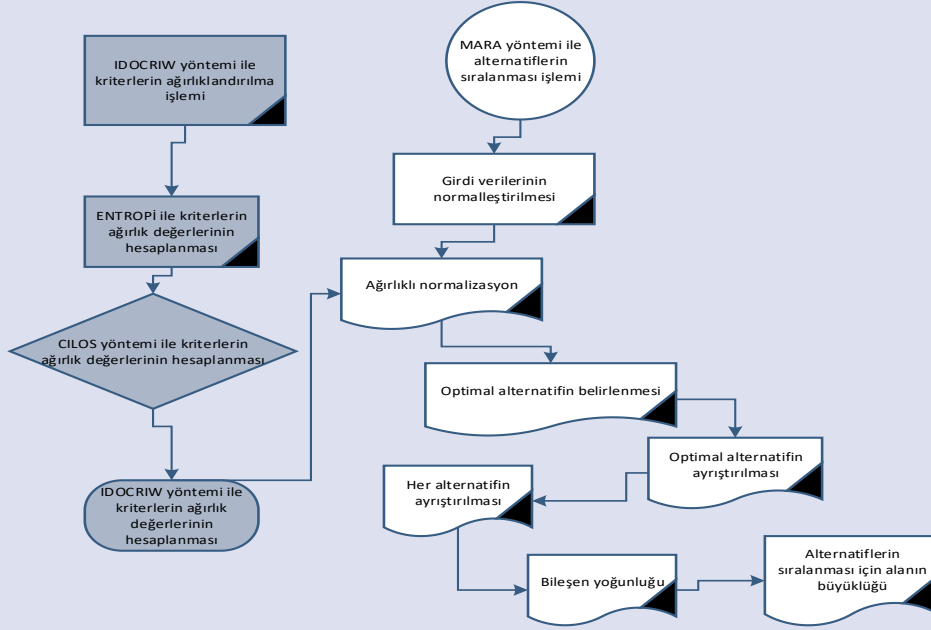 IDOCRIW yöntemi ile
kriterlerin ağırlıklandırılma
işlemi
ENTROPİ ile kriterlerin
ağırlık değerlerinin
hesaplanması
CILOS yöntemi ile kriterlerin
ağırlık değerlerinin hesaplanması
IDOCRIW yöntemi ile
kriterlerin ağırlık
değerlerinin
hesaplanması
MARA yöntemi ile
alternatiflerin
sıralanması işlemi
Girdi verilerinin
normalleştirilmesi
Ağırlıklı normalizasyon
Optimal alternatifin belirlenmesi
Optimal alternatifin
ayrıştırılması
Her alternatifin
ayrıştırılması
Bileşen yoğunluğu
Alternatiflerin
sıralanması için alanın
büyüklüğü